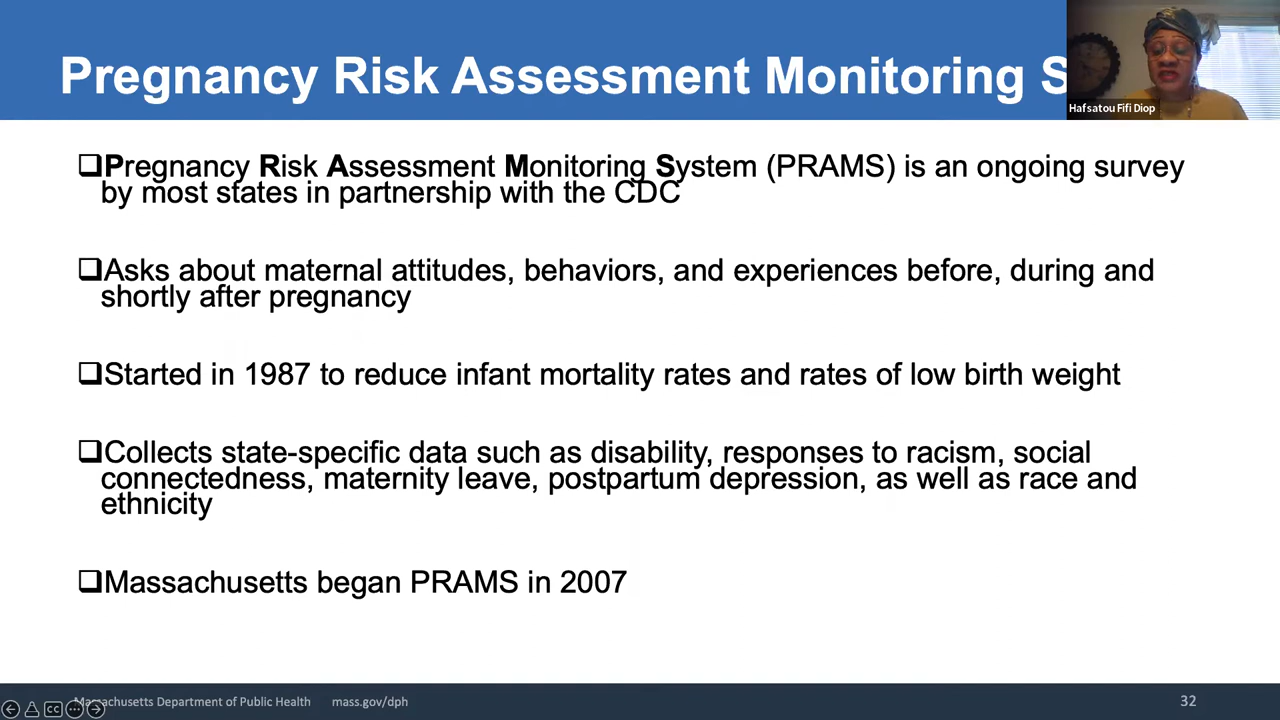 Pregnancy Risk Assessment Monitoring S
Hafsatou Fifi Diop
❑Pregnancy Risk Assessment Monitoring System (PRAMS) is an ongoing survey
by most states in partnership with the CDC
❑Asks about maternal attitudes, behaviors, and experiences before, during and
shortly after pregnancy
❑Started in 1987 to reduce infant mortality rates and rates of low birth weight
❑Collects state-specific data such as disability, responses to racism, social
connectedness, maternity leave, postpartum depression, as well as race and
ethnicity
❑Massachusetts began PRAMS in 2007
Massachusetts Department of Public Health mass.gov/dph
32
CC